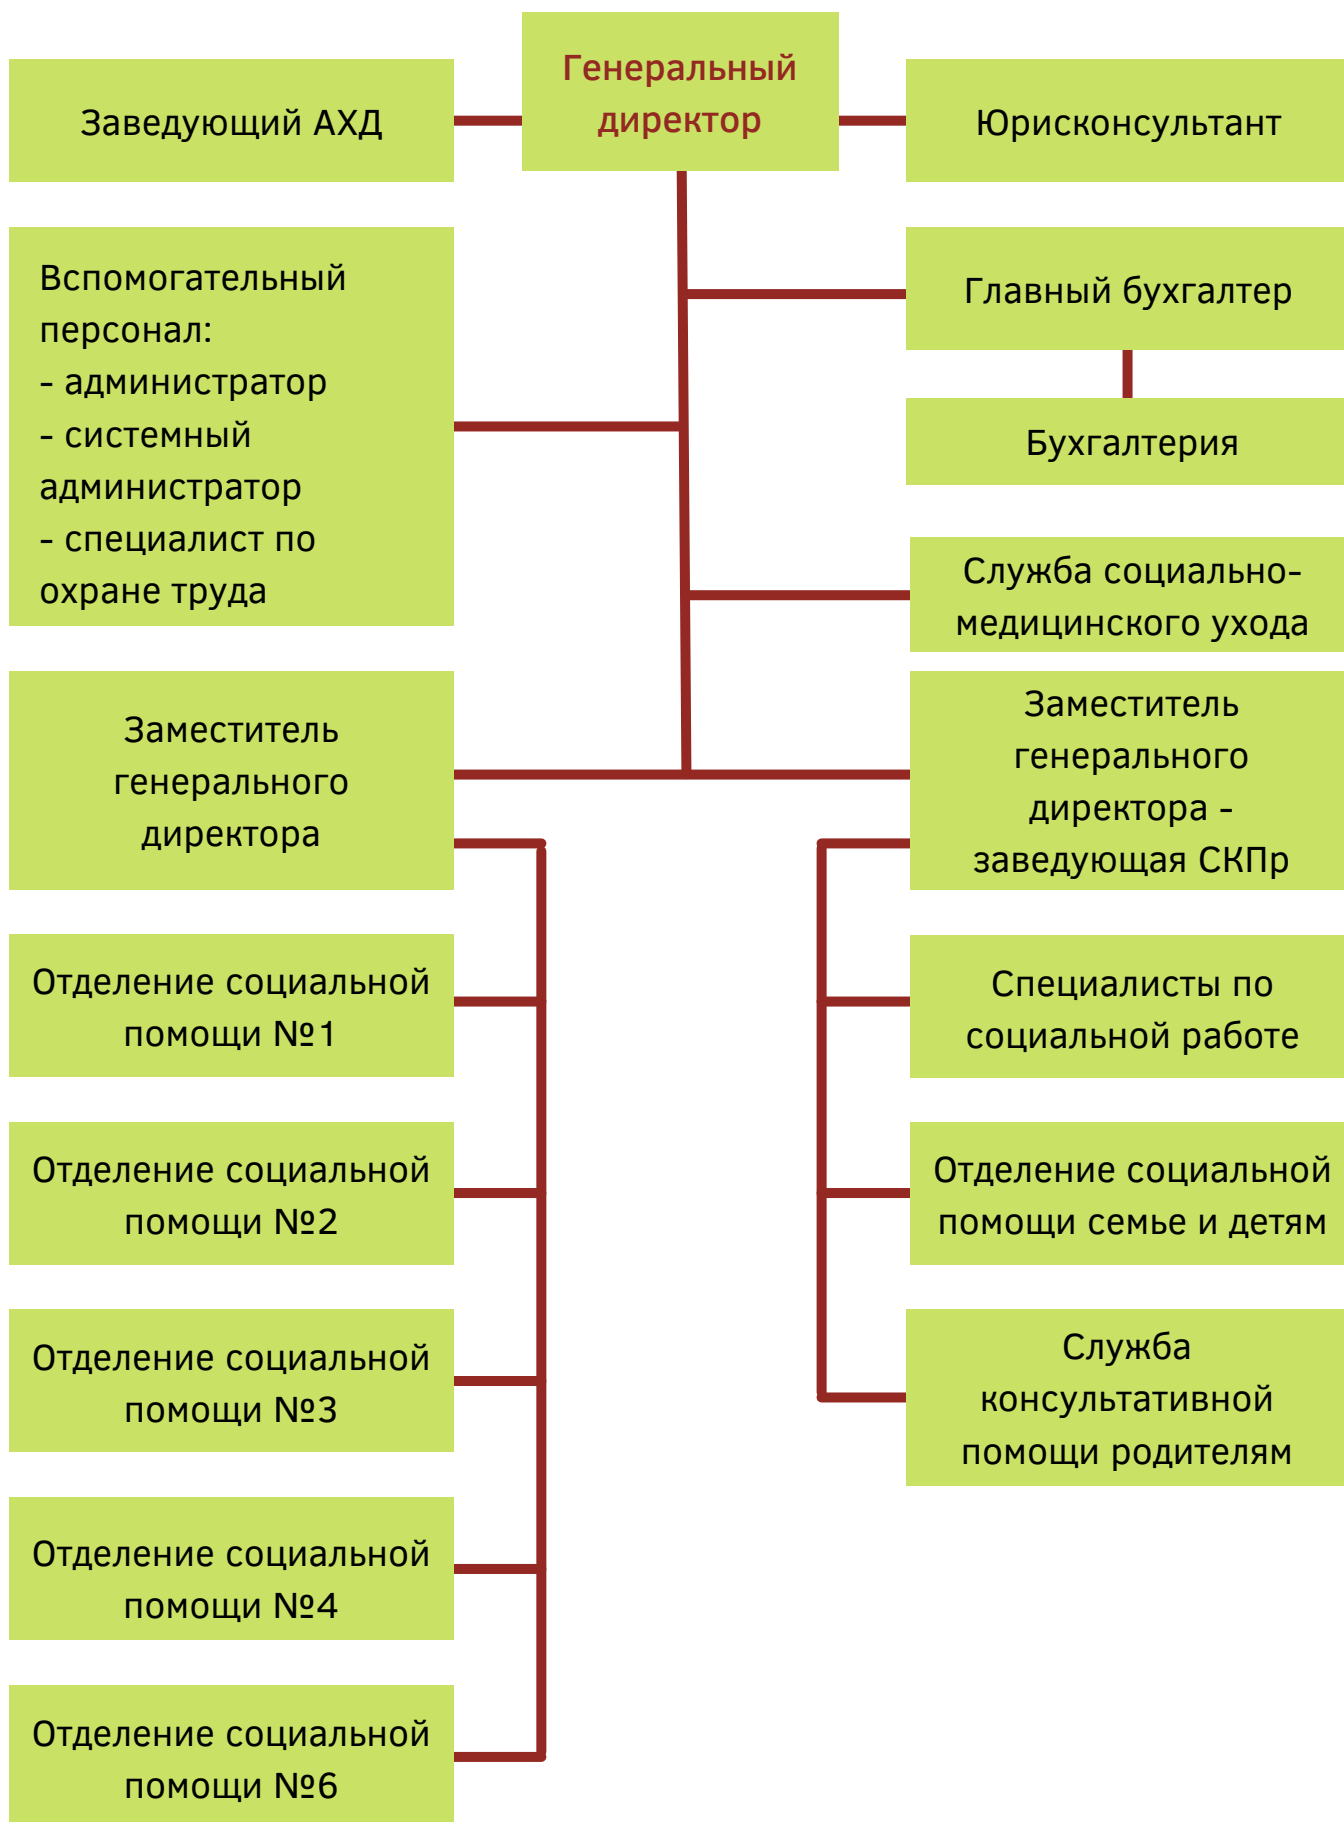 Генеральный
директор
Заведующий АХД
Юрисконсультант
Вспомогательный
персонал:
- администратор
- системный
администратор
- специалист по
охране труда
Главный бухгалтер
Бухгалтерия
Служба социально-
медицинского ухода
Заместитель
генерального
директора
Заместитель
генерального
директора -
заведующая СКПр
Отделение социальной
помощи №1
Отделение социальной
помощи №2
Отделение социальной
помощи №3
Отделение социальной
помощи №4
Отделение социальной
помощи №6
Специалисты по
социальной работе
Отделение социальной
помощи семье и детям
Служба
консультативной
помощи родителям